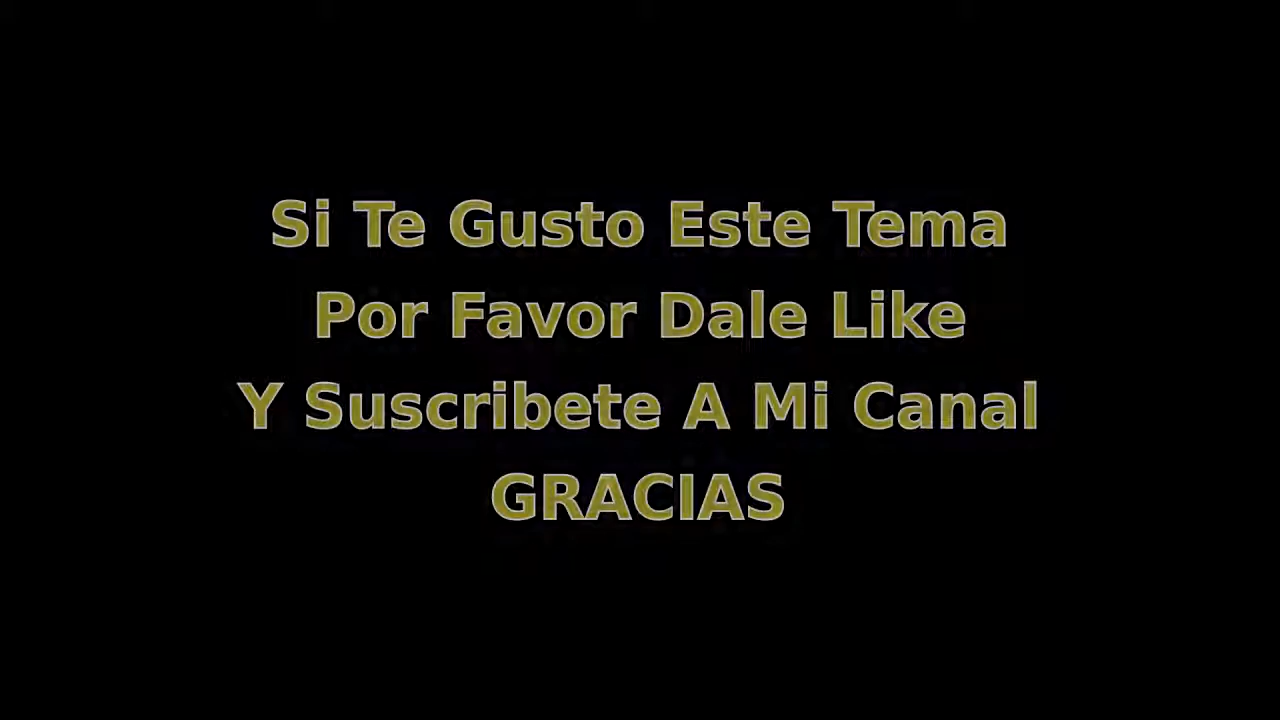 Si Te Gusto Este Tema
Por Favor Dale Like
Y Suscribete A Mi Canal
GRACIAS